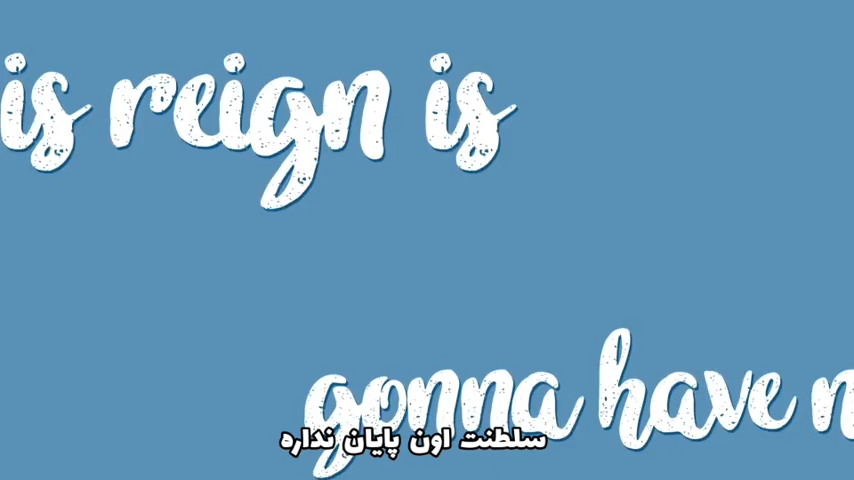 is reign is
gonna have n
سلطنت اون پایان نداره